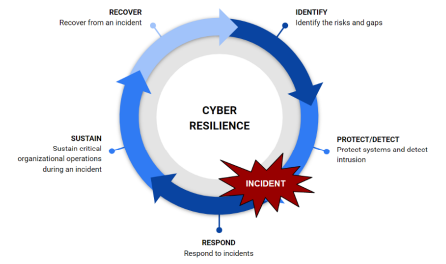 RECOVER
Recover from an incident
IDENTIFY
Identify the risks and gaps
CYBER
RESILIENCE
SUSTAIN
Sustain critical
organizational operations
during an incident
PROTECT/DETECT
Protect systems and detect
intrusion
INCIDENT
RESPOND
Respond to incidents